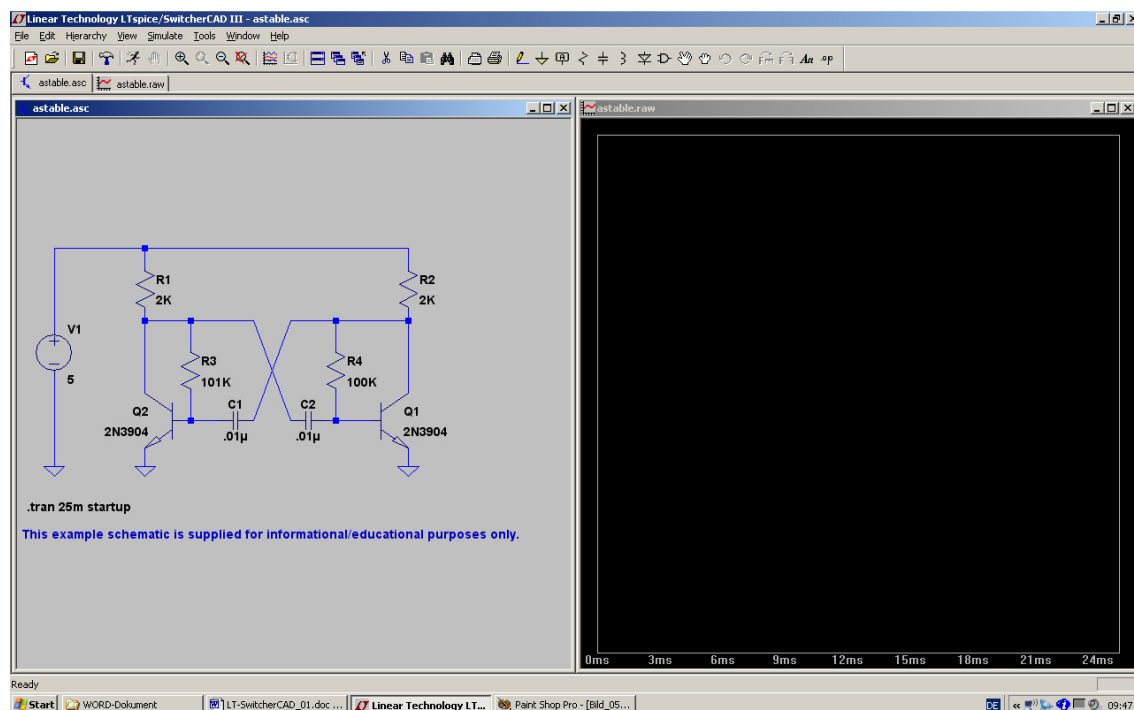 Linear Technology LTspice/SwitcherCAD III - astable.asc
File Edit Hierarchy View Simulate Tools Window Help
Aa .op
astable.asc astable.raw
astable.asc
astable.raw
R1
2K
R2
2K
V1
5
R3
101K
R4
100K
C1
.01µ
C2
.01µ
Q2
2N3904
Q1
2N3904
.tran 25m startup
This example schematic is supplied for informational/educational purposes only.
0ms 3ms 6ms 9ms 12ms 15ms 18ms 21ms 24ms
Ready
Start WORD-Dokument LT-SwitcherCAD_01.doc ... Linear Technology LT... Paint Shop Pro - [Bild_05... DE 09:47